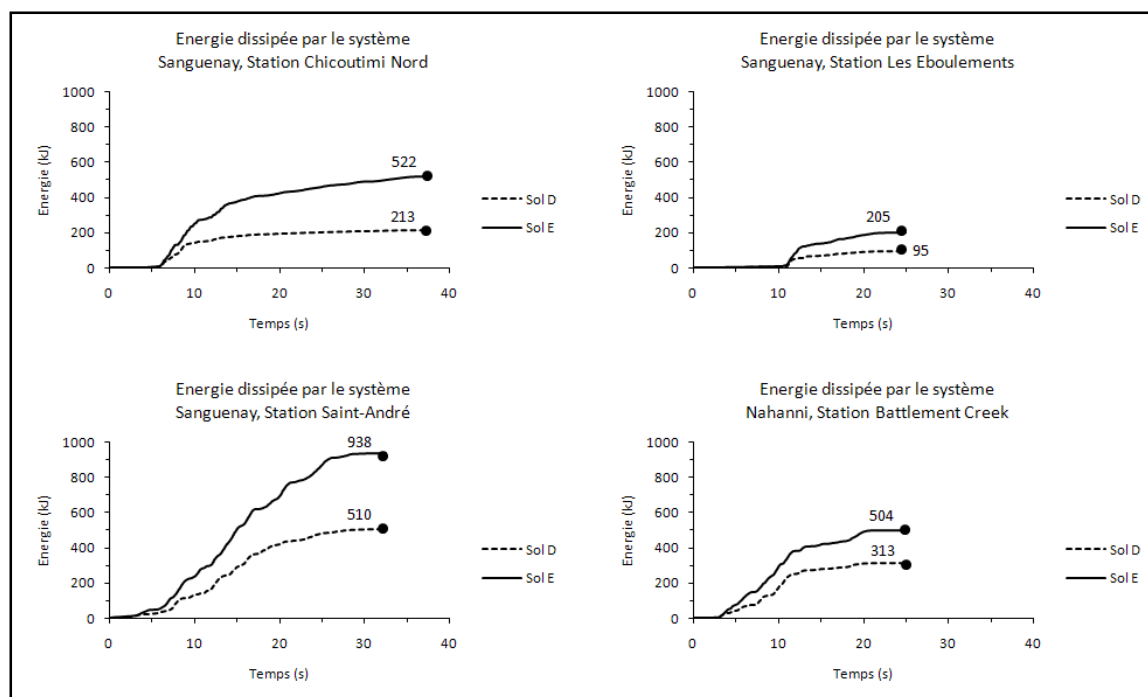 Energie dissipée par le système
Sanguenay, Station Chicoutimi Nord
1000
800
600
400
200
0
Energie (kJ)
522
213
0
10
20
30
40
Temps (s)
Sol D
Sol E
Energie dissipée par le système
Sanguenay, Station Les Eboulements
1000
800
600
400
200
0
Energie (kJ)
205
95
0
10
20
30
40
Temps (s)
Sol D
Sol E
Energie dissipée par le système
Sanguenay, Station Saint-André
1000
800
600
400
200
0
Energie (kJ)
938
510
0
10
20
30
40
Temps (s)
Sol D
Sol E
Energie dissipée par le système
Nahanni, Station Battlement Creek
1000
800
600
400
200
0
Energie (kJ)
504
313
0
10
20
30
40
Temps (s)
Sol D
Sol E